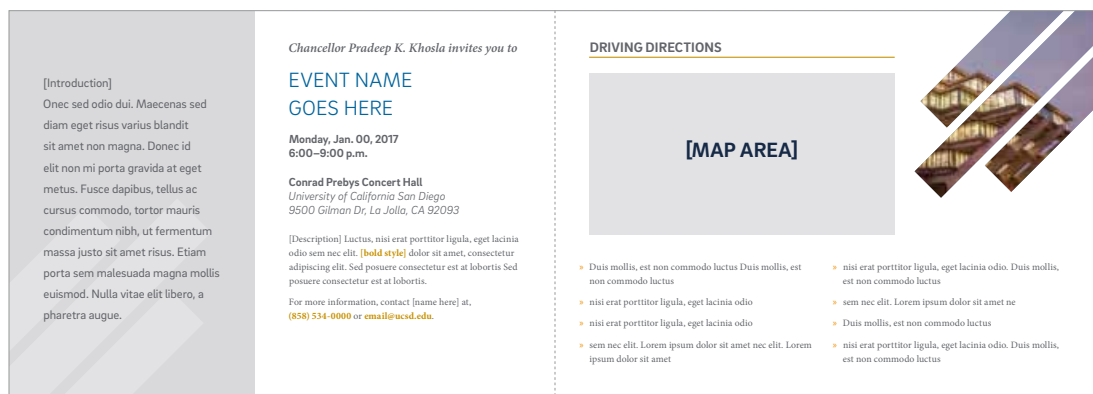 [Introduction]
Onec sed odio dui. Maecenas sed
diam eget risus varius blandit
sit amet non magna. Donec id
elit non mi porta gravida at eget
metus. Fusce dapibus, tellus ac
cursus commodo, tortor mauris
condimentum nibh, ut fermentum
massa justo sit amet risus. Etiam
porta sem malesuada magna mollis
euismod. Nulla vitae elit libero, a
pharetra augue.
Chancellor Pradeep K. Khosla invites you to
EVENT NAME
GOES HERE
Monday, Jan. 00, 2017
6:00–9:00 p.m.
Conrad Prebys Concert Hall
University of California San Diego
9500 Gilman Dr, La Jolla, CA 92093
[Description] Luctus, nisi erat porttitor ligula, eget lacinia
odio sem nec elit. [bold style] dolor sit amet, consectetur
adipiscing elit. Sed posuere consectetur est at lobortis Sed
posuere consectetur est at lobortis.
For more information, contact [name here] at,
(858) 534-0000 or email@ucsd.edu.
DRIVING DIRECTIONS
[MAP AREA]
» Duis mollis, est non commodo luctus Duis mollis, est
non commodo luctus
» nisi erat porttitor ligula, eget lacinia odio
» nisi erat porttitor ligula, eget lacinia odio
» sem nec elit. Lorem ipsum dolor sit amet nec elit. Lorem
ipsum dolor sit amet
» nisi erat porttitor ligula, eget lacinia odio. Duis mollis,
est non commodo luctus
» sem nec elit. Lorem ipsum dolor sit amet ne
» Duis mollis, est non commodo luctus
» nisi erat porttitor ligula, eget lacinia odio. Duis mollis,
est non commodo luctus